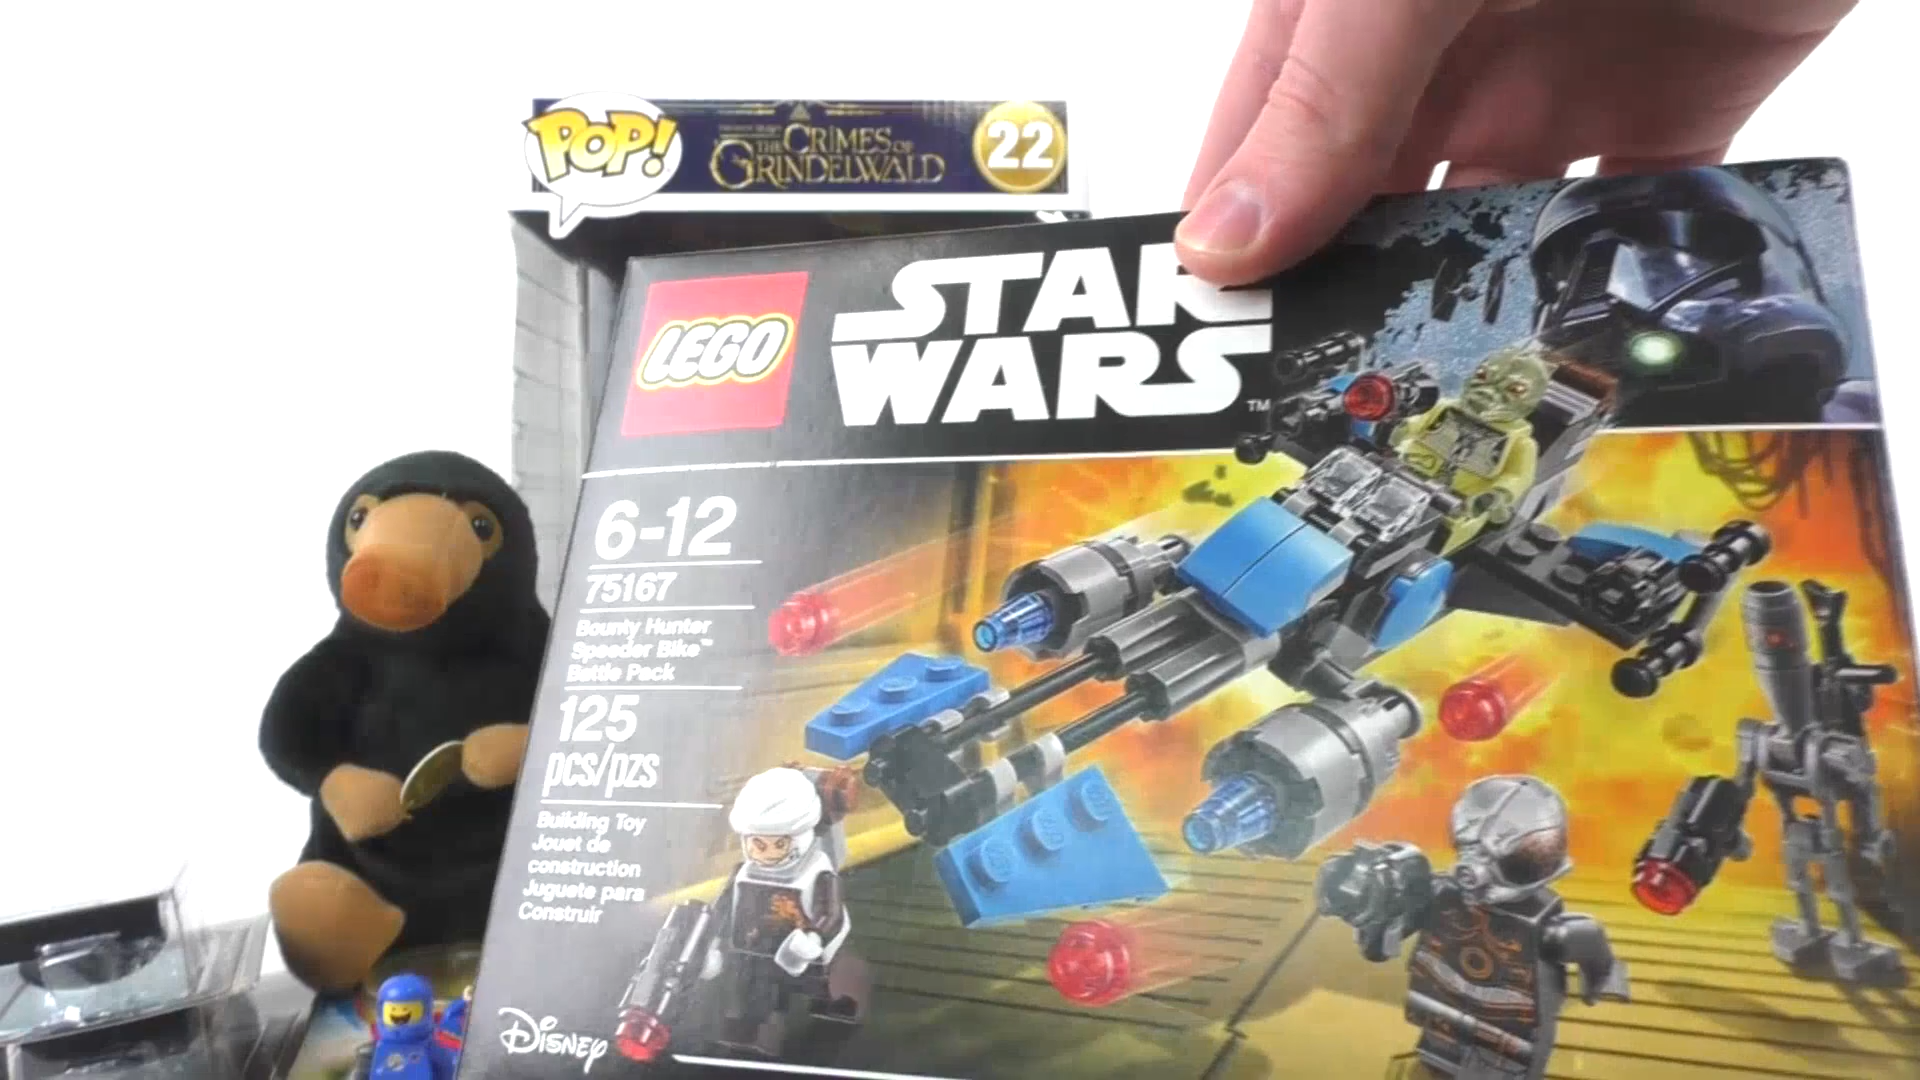 POP!
THE CRIMES OF
GRINDELWALD
22
LEGO
STAR
WARS
TM
6-12
75167
Bounty Hunter
Speeder Bike™
Battle Pack
125
pcs/pzs
Building Toy
Jouet de
construction
Juguete para
Construir
Disney